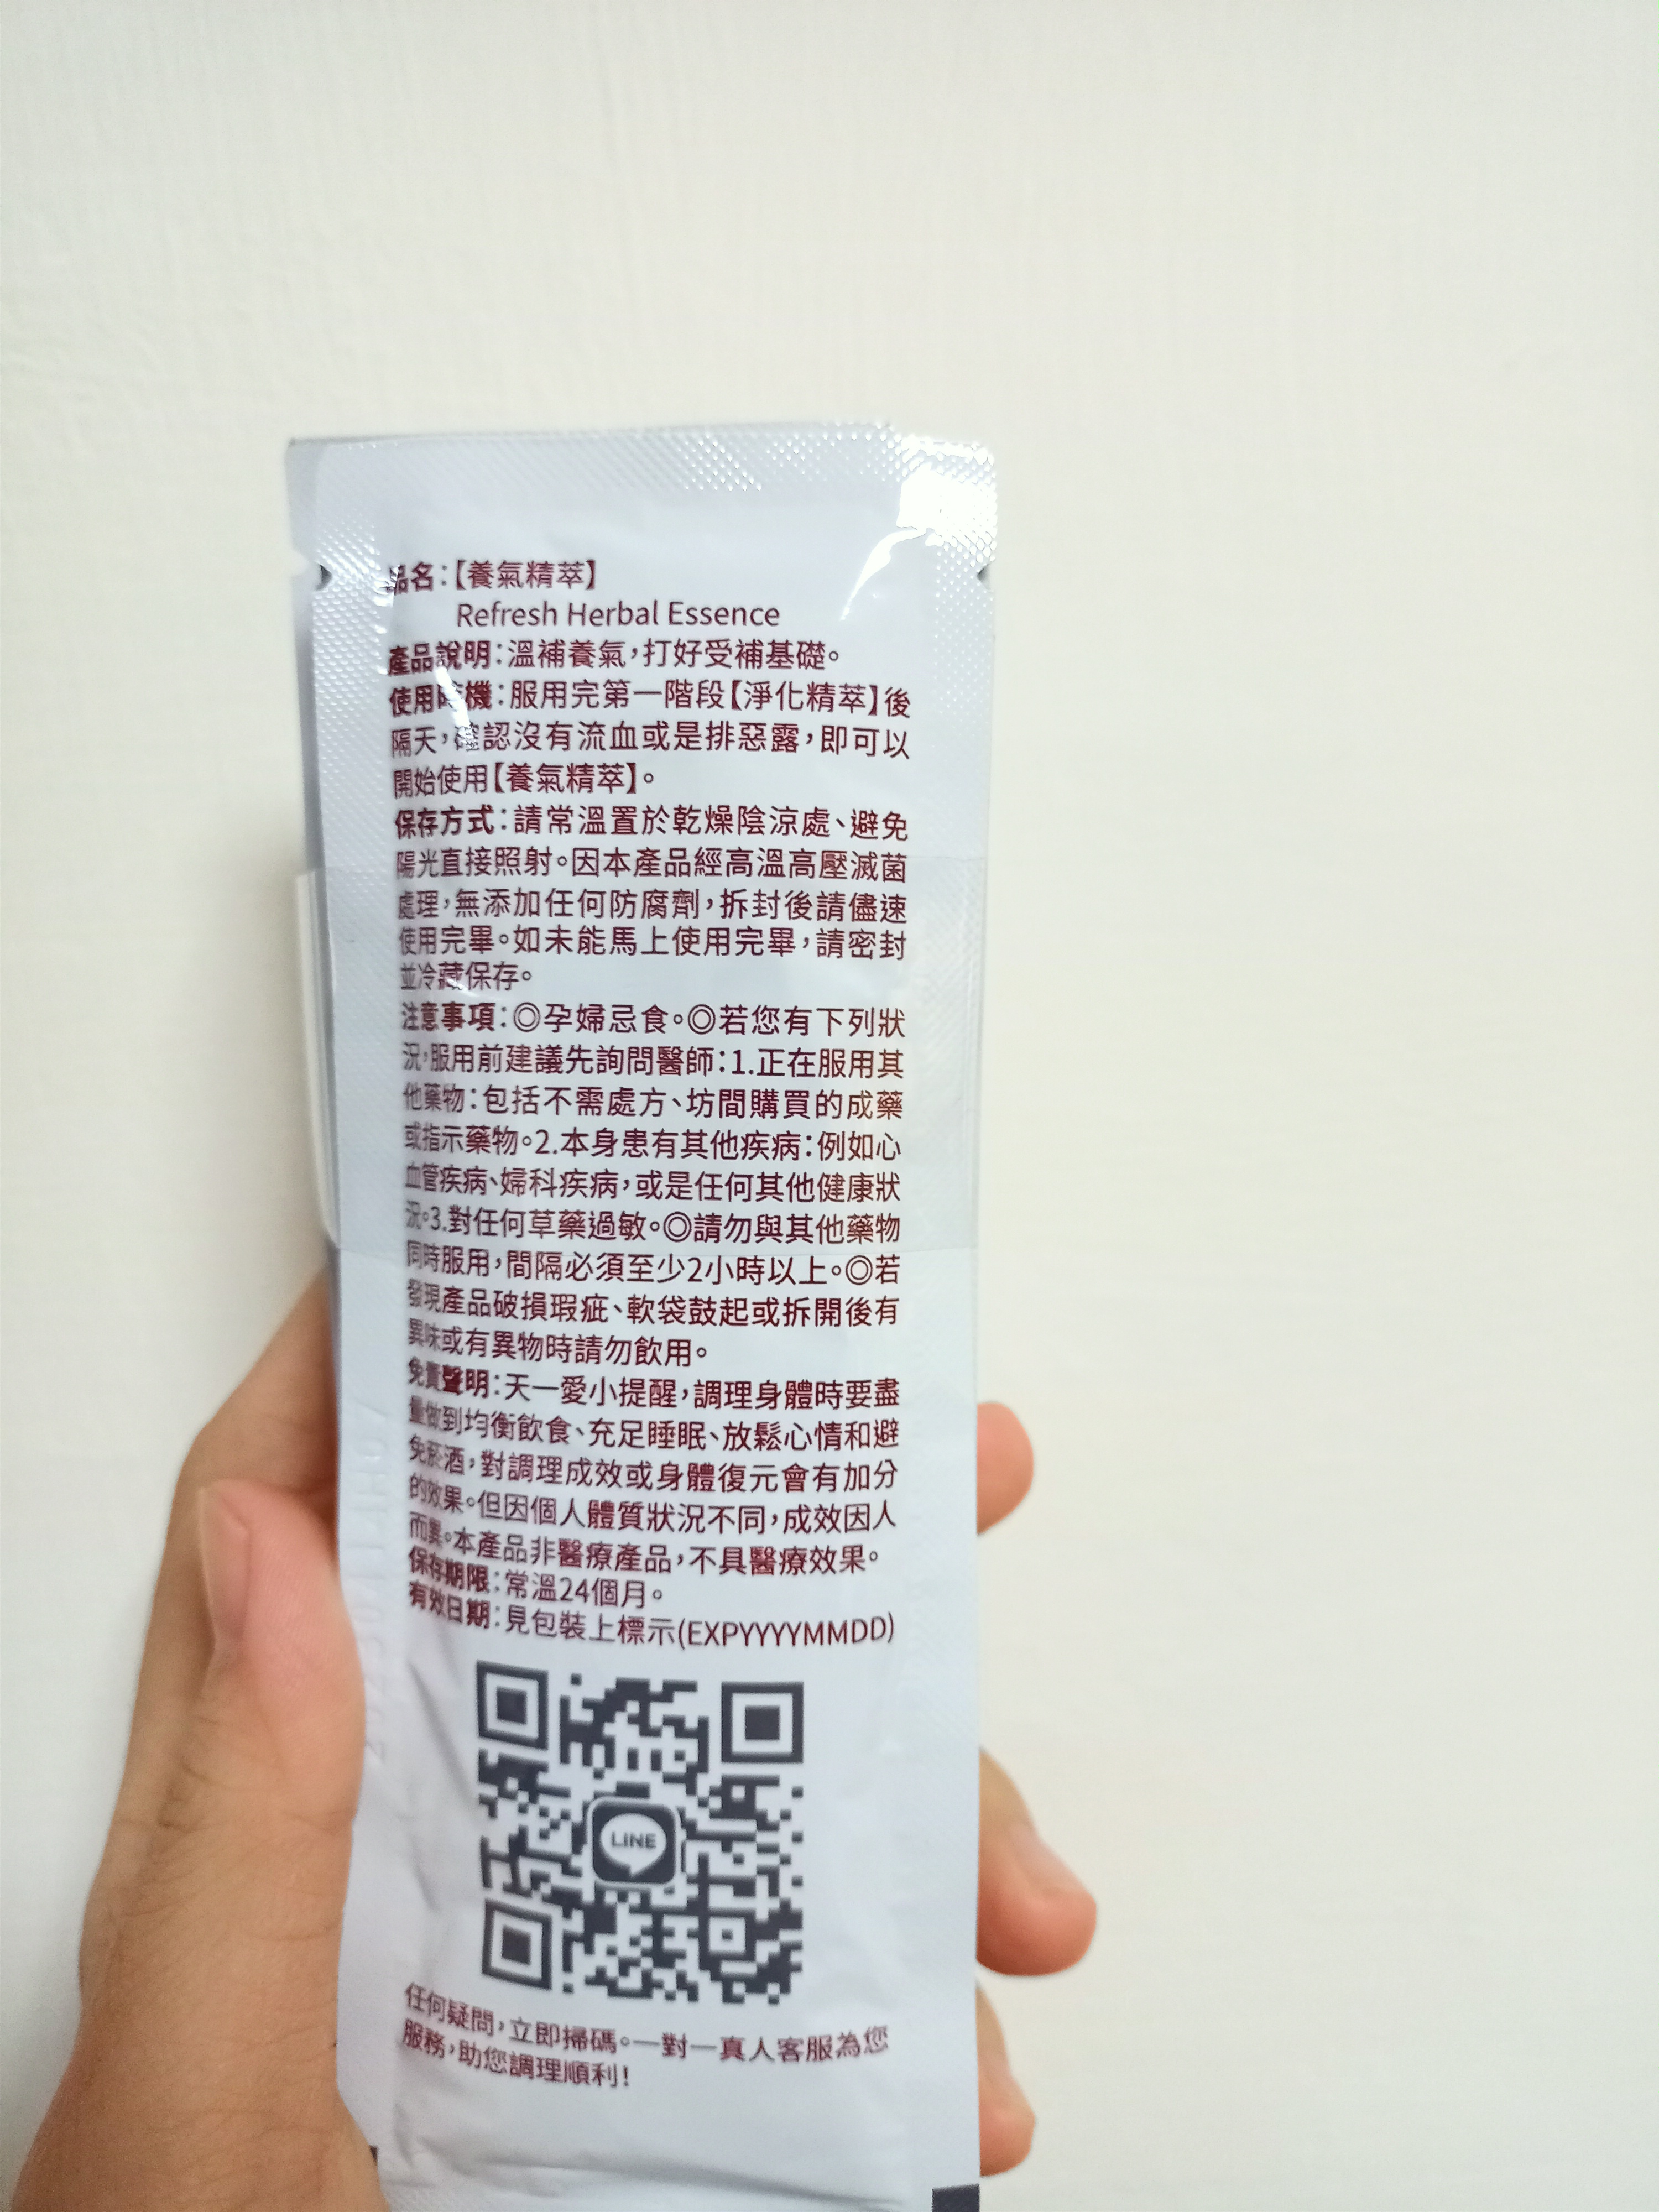 品名：【養氣精萃】
Refresh Herbal Essence
產品說明：溫補養氣，打好受補基礎。
使用時機：服用完第一階段【淨化精萃】後
隔天，確認沒有流血或是排惡露，即可以
開始使用【養氣精萃】。
保存方式：請常溫置於乾燥陰涼處、避免
陽光直接照射。因本產品經高溫高壓滅菌
處理，無添加任何防腐劑，拆封後請儘速
使用完畢。如未能馬上使用完畢，請密封
並冷藏保存。
注意事項：◎孕婦忌食。◎若您有下列狀
況，服用前建議先詢問醫師：1.正在服用其
他藥物：包括不需處方、坊間購買的成藥
或指示藥物。2.本身患有其他疾病：例如心
血管疾病、婦科疾病，或是任何其他健康狀
況。3.對任何草藥過敏。◎請勿與其他藥物
同時服用，間隔必須至少2小時以上。◎若
發現產品破損瑕疵、軟袋鼓起或拆開後有
異味或有異物時請勿飲用。
免責聲明：天一愛小提醒，調理身體時要盡
量做到均衡飲食、充足睡眠、放鬆心情和避
免菸酒，對調理成效或身體復元會有加分
的效果。但因個人體質狀況不同，成效因人
而異。本產品非醫療產品，不具醫療效果。
保存期限：常溫24個月。
有效日期：見包裝上標示(EXPYYYYMMDD)
LINE
任何疑問，立即掃碼。一對一真人客服為您
服務，助您調理順利！